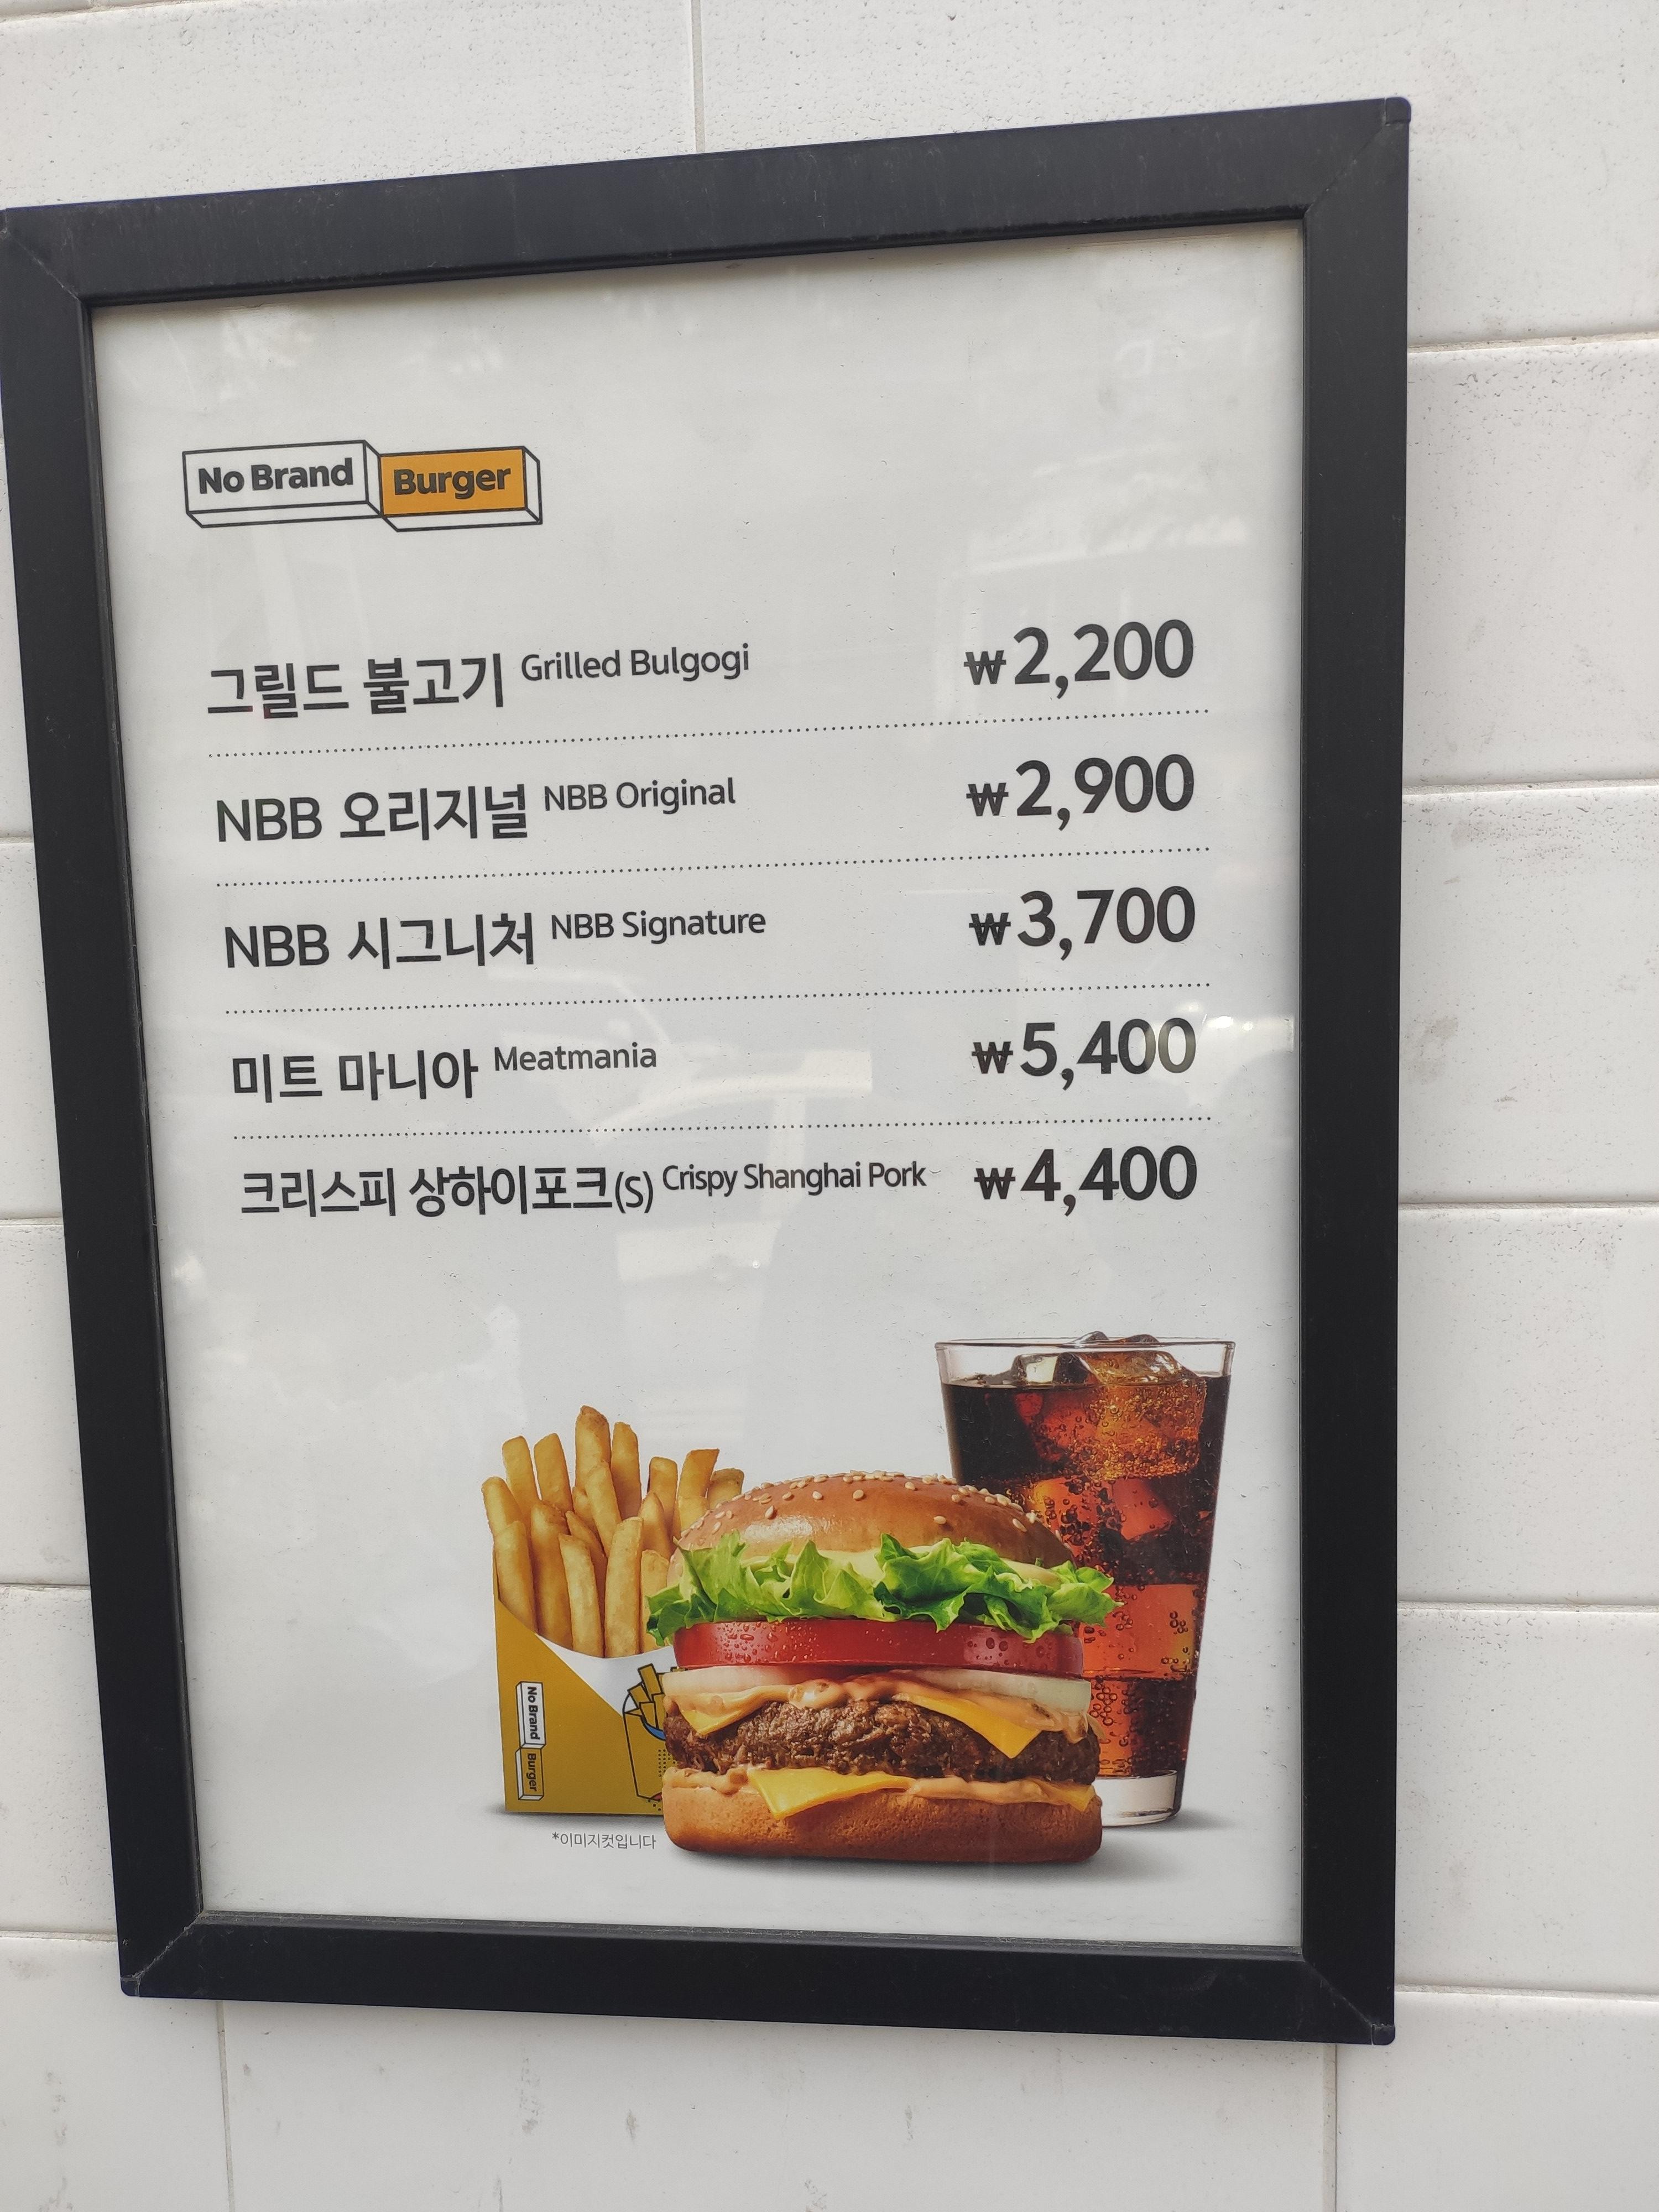 No Brand Burger
그릴드 불고기 Grilled Bulgogi ₩2,200
NBB 오리지널 NBB Original ₩2,900
NBB 시그니처 NBB Signature ₩3,700
미트 마니아 Meatmania ₩5,400
크리스피 상하이포크(S) Crispy Shanghai Pork ₩4,400
No Brand Burger
*이미지컷입니다